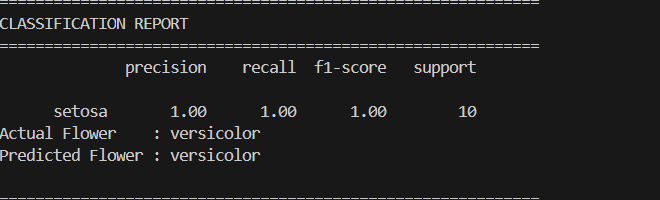 ============================================================
CLASSIFICATION REPORT
============================================================
              precision    recall  f1-score   support

      setosa       1.00      1.00      1.00        10
Actual Flower    : versicolor
Predicted Flower : versicolor

============================================================